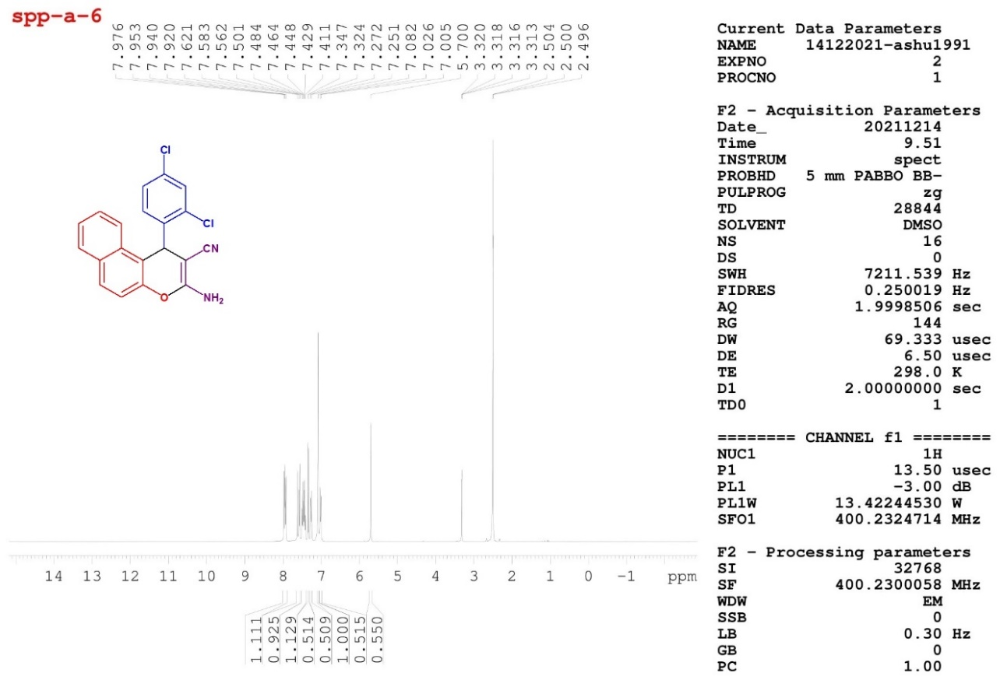 spp-a-6
7.976
7.953
7.940
7.920
7.621
7.583
7.562
7.501
7.484
7.464
7.448
7.429
7.411
7.347
7.324
7.272
7.251
7.082
7.026
7.005
5.700
3.320
3.318
3.316
3.313
2.504
2.500
2.496
Cl
Cl
CN
O
NH2
14 13 12 11 10 9 8 7 6 5 4 3 2 1 0 -1 ppm
1.111
0.925
1.129
0.514
0.509
1.000
0.515
0.550
Current Data Parameters
NAME 14122021-ashu1991
EXPNO 2
PROCNO 1
F2 - Acquisition Parameters
Date_ 20211214
Time 9.51
INSTRUM spect
PROBHD 5 mm PABBO BB-
PULPROG zg
TD 28844
SOLVENT DMSO
NS 16
DS 0
SWH 7211.539 Hz
FIDRES 0.250019 Hz
AQ 1.9998506 sec
RG 144
DW 69.333 usec
DE 6.50 usec
TE 298.0 K
D1 2.00000000 sec
TD0 1
======== CHANNEL f1 ========
NUC1 1H
P1 13.50 usec
PL1 -3.00 dB
PL1W 13.42244530 W
SFO1 400.2324714 MHz
F2 - Processing parameters
SI 32768
SF 400.2300058 MHz
WDW EM
SSB 0
LB 0.30 Hz
GB 0
PC 1.00